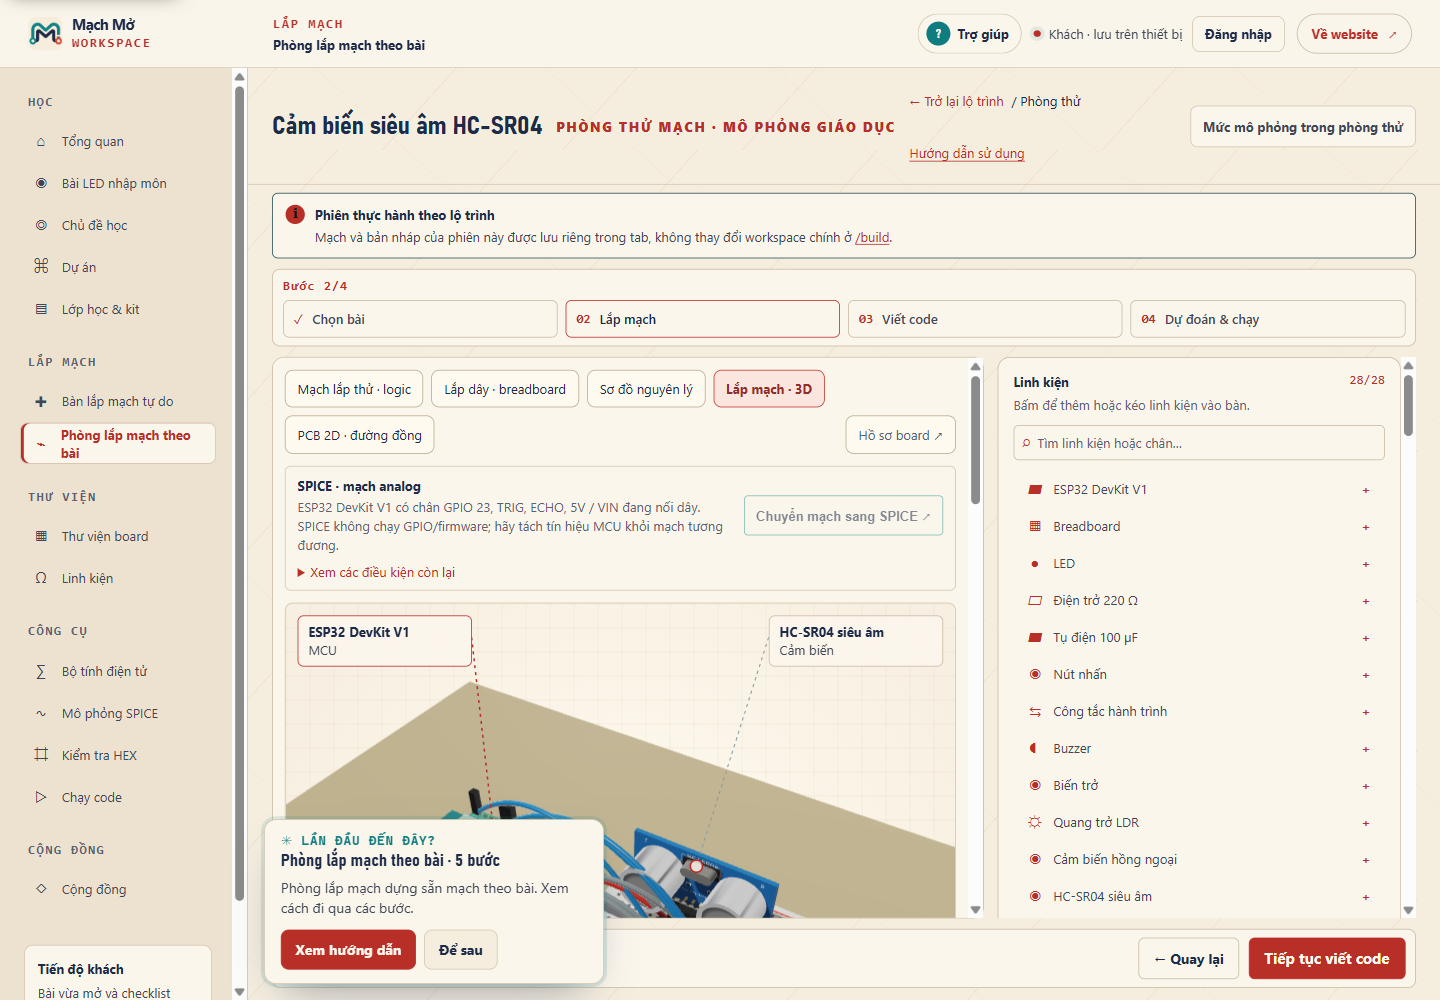 Mạch Mở
WORKSPACE
LẮP MẠCH
Phòng lắp mạch theo bài
? Trợ giúp
Khách · lưu trên thiết bị
Đăng nhập
Về website ↗
HỌC
Tổng quan
Bài LED nhập môn
Chủ đề học
Dự án
Lớp học & kit
LẮP MẠCH
Bàn lắp mạch tự do
Phòng lắp mạch theo
bài
THƯ VIỆN
Thư viện board
Linh kiện
CÔNG CỤ
Bộ tính điện tử
Mô phỏng SPICE
Kiểm tra HEX
Chạy code
CỘNG ĐỒNG
Cộng đồng
Tiến độ khách
Bài vừa mở và checklist
Cảm biến siêu âm HC-SR04
PHÒNG THỬ MẠCH · MÔ PHỎNG GIÁO DỤC
← Trở lại lộ trình / Phòng thử
Hướng dẫn sử dụng
Mức mô phỏng trong phòng thử
Phiên thực hành theo lộ trình
Mạch và bản nháp của phiên này được lưu riêng trong tab, không thay đổi workspace chính ở /build.
Bước 2/4
✓ Chọn bài
02 Lắp mạch
03 Viết code
04 Dự đoán & chạy
Mạch lắp thử · logic
Lắp dây · breadboard
Sơ đồ nguyên lý
Lắp mạch · 3D
PCB 2D · đường đồng
Hồ sơ board ↗
SPICE · mạch analog
ESP32 DevKit V1 có chân GPIO 23, TRIG, ECHO, 5V / VIN đang nối dây.
SPICE không chạy GPIO/firmware; hãy tách tín hiệu MCU khỏi mạch tương
đương.
Chuyển mạch sang SPICE ↗
▶ Xem các điều kiện còn lại
ESP32 DevKit V1
MCU
HC-SR04 siêu âm
Cảm biến
Linh kiện
28/28
Bấm để thêm hoặc kéo linh kiện vào bàn.
Tìm linh kiện hoặc chân...
ESP32 DevKit V1 +
Breadboard +
LED +
Điện trở 220 Ω +
Tụ điện 100 µF +
Nút nhấn +
Công tắc hành trình +
Buzzer +
Biến trở +
Quang trở LDR +
Cảm biến hồng ngoại +
HC-SR04 siêu âm +
✳ LẦN ĐẦU ĐẾN ĐÂY?
Phòng lắp mạch theo bài · 5 bước
Phòng lắp mạch dựng sẵn mạch theo bài. Xem
cách đi qua các bước.
Xem hướng dẫn
Để sau
← Quay lại
Tiếp tục viết code